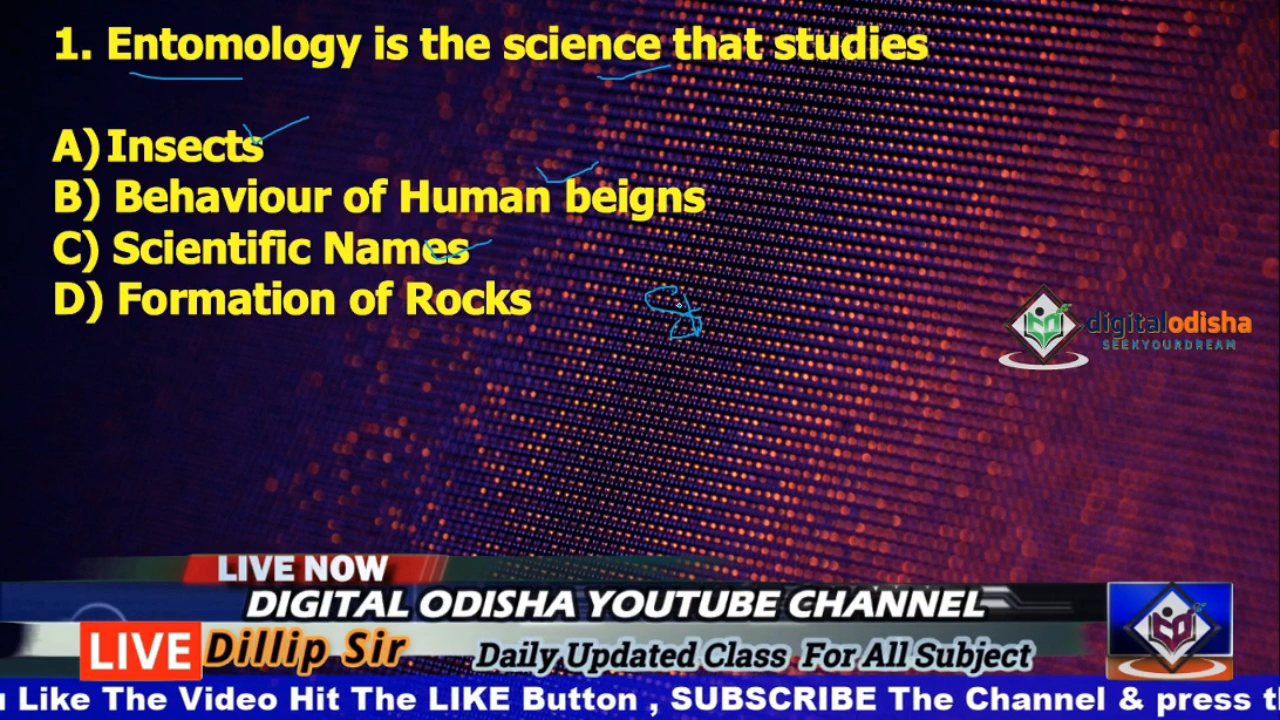 1. Entomology is the science that studies
A) Insects
B) Behaviour of Human beigns
C) Scientific Names
D) Formation of Rocks
digitalodisha
SEEKYOURDREAM
LIVE NOW
DIGITAL ODISHA YOUTUBE CHANNEL
LIVE Dillip Sir Daily Updated Class For All Subject
Like The Video Hit The LIKE Button , SUBSCRIBE The Channel & press